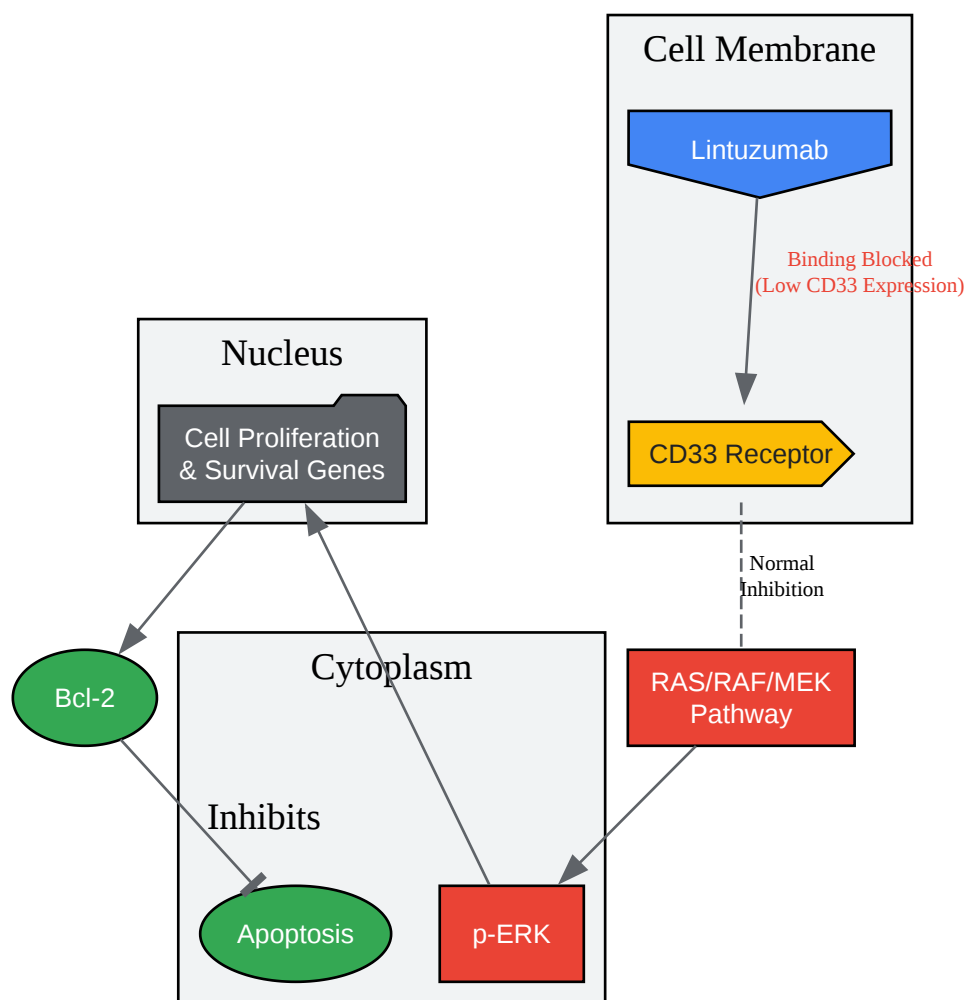 Cell Membrane
Lintuzumab
Binding Blocked
(Low CD33 Expression)
Nucleus
Cell Proliferation
& Survival Genes
CD33 Receptor
Normal
Inhibition
Cytoplasm
Bcl-2
RAS/RAF/MEK
Pathway
Inhibits
Apoptosis
p-ERK